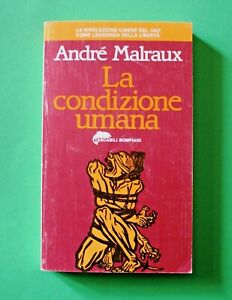 LA RIVOLUZIONE CINESE DEL 1927
COME LEGGENDA DELLA LIBERTÀ
André Malraux
La
condizione
umana
TASCABILI BOMPIANI